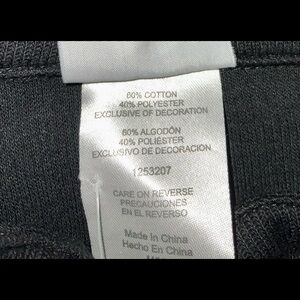 60% COTTON
40% POLYESTER
EXCLUSIVE OF DECORATION
60% ALGODÓN
40% POLIÉSTER
EXCLUSIVO DE DECORACIÓN
1253207
CARE ON REVERSE
PRECAUCIONES
EN EL REVERSO
Made In China
Hecho En China